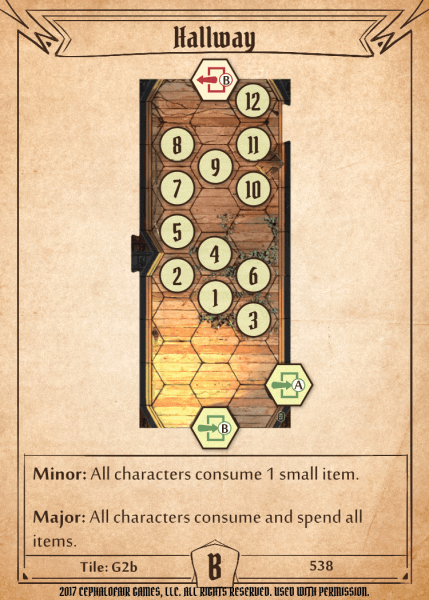 Hallway
B
12
8
11
9
7
10
5
4
2
6
1
3
A
B
Minor: All characters consume 1 small item.
Major: All characters consume and spend all
items.
Tile: G2b
B
538
2017 CEPHALOFAIR GAMES, LLC. ALL RIGHTS RESERVED. USED WITH PERMISSION.